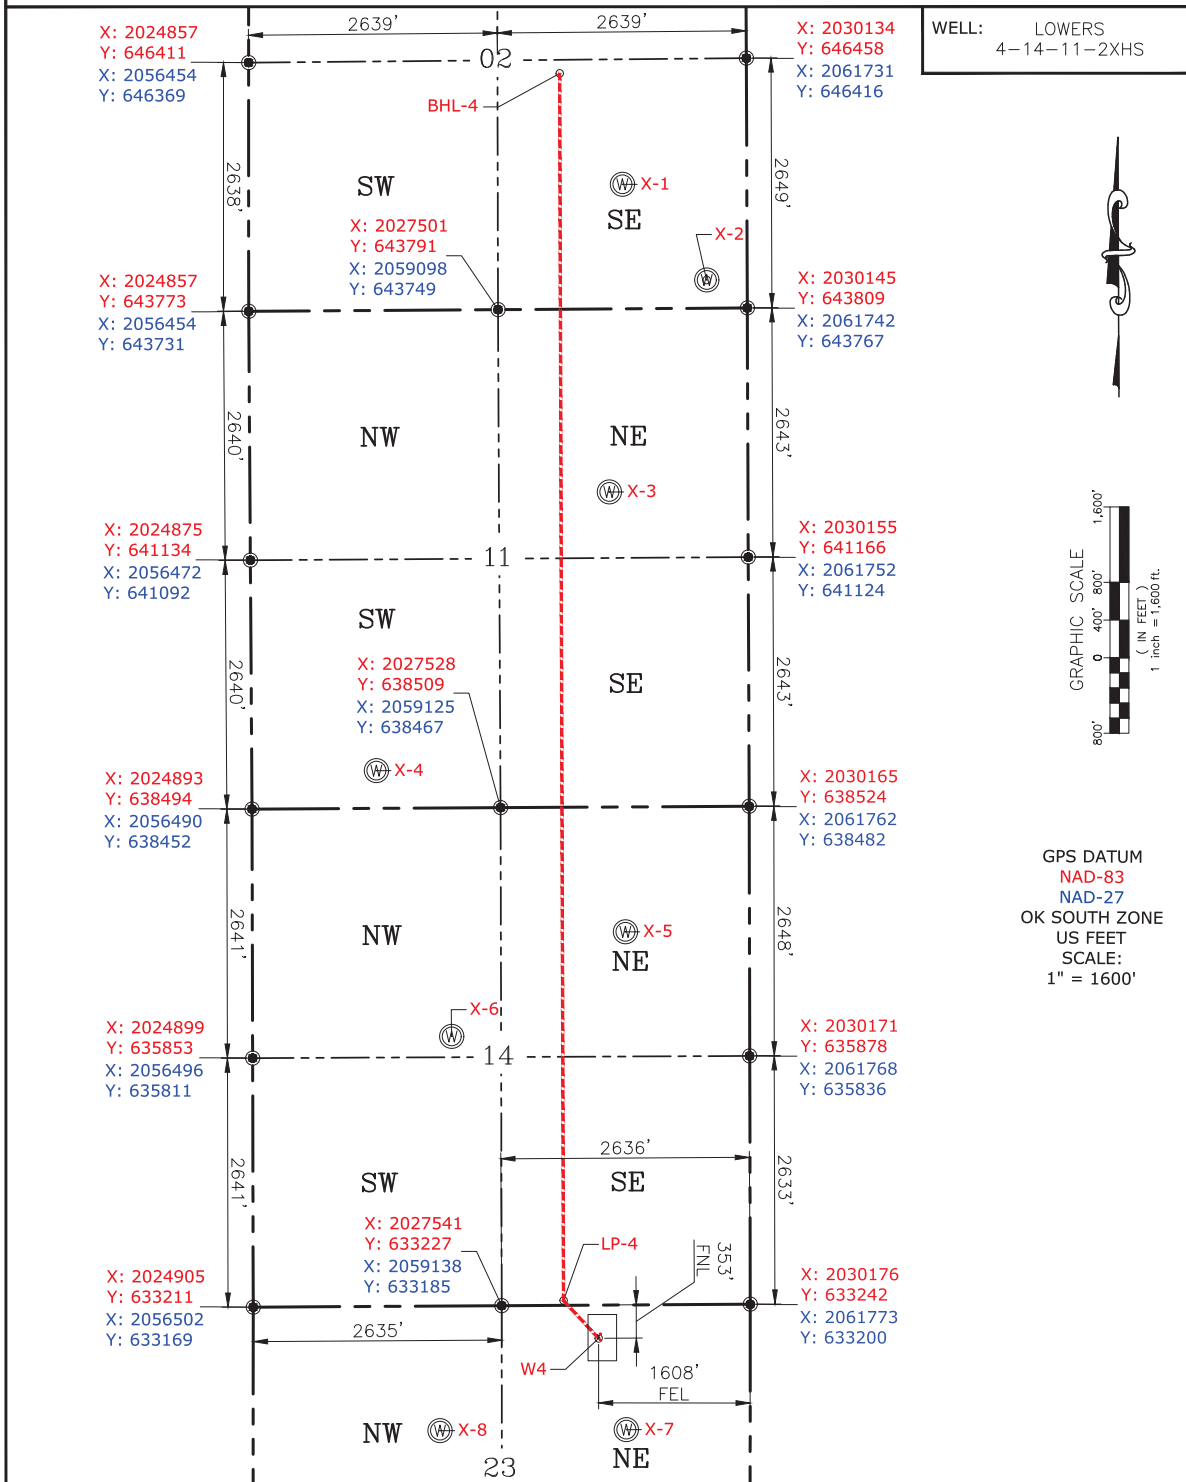 WELL: LOWERS
4-14-11-2XHS
2639'
2639'
X: 2024857
Y: 646411
X: 2056454
Y: 646369
02
X: 2030134
Y: 646458
X: 2061731
Y: 646416
BHL-4
2638'
2649'
SW
X-1
SE
X: 2027501
Y: 643791
X: 2059098
Y: 643749
X-2
X: 2024857
Y: 643773
X: 2056454
Y: 643731
X: 2030145
Y: 643809
X: 2061742
Y: 643767
2640'
2643'
NW
NE
X-3
X: 2024875
Y: 641134
X: 2056472
Y: 641092
11
X: 2030155
Y: 641166
X: 2061752
Y: 641124
GRAPHIC SCALE
1,600'
800'
400'
0
800'
( IN FEET )
1 inch = 1,600 ft.
SW
2640'
2643'
X: 2027528
Y: 638509
X: 2059125
Y: 638467
SE
X-4
X: 2024893
Y: 638494
X: 2056490
Y: 638452
X: 2030165
Y: 638524
X: 2061762
Y: 638482
GPS DATUM
NAD-83
NAD-27
OK SOUTH ZONE
US FEET
SCALE:
1" = 1600'
2641'
2648'
NW
X-5
NE
X-6
X: 2024899
Y: 635853
X: 2056496
Y: 635811
14
X: 2030171
Y: 635878
X: 2061768
Y: 635836
2636'
2641'
2633'
SW
SE
X: 2027541
Y: 633227
X: 2059138
Y: 633185
LP-4
353'
FNL
X: 2024905
Y: 633211
X: 2056502
Y: 633169
X: 2030176
Y: 633242
X: 2061773
Y: 633200
2635'
W4
1608'
FEL
NW
X-8
X-7
NE
23